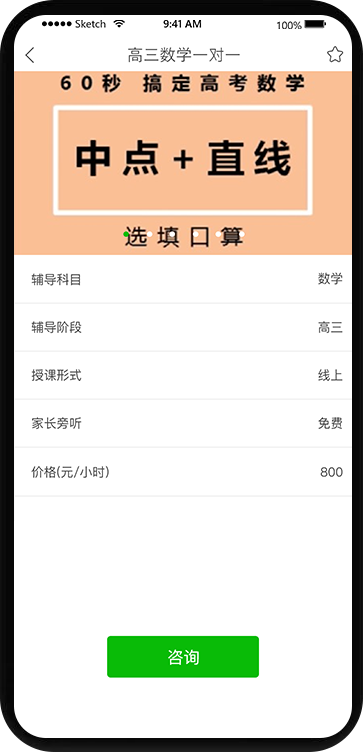 Sketch 9:41 AM 100%
高三数学一对一
60秒 搞定高考数学
中点+直线
选填口算
辅导科目 数学
辅导阶段 高三
授课形式 线上
家长旁听 免费
价格(元/小时) 800
咨询